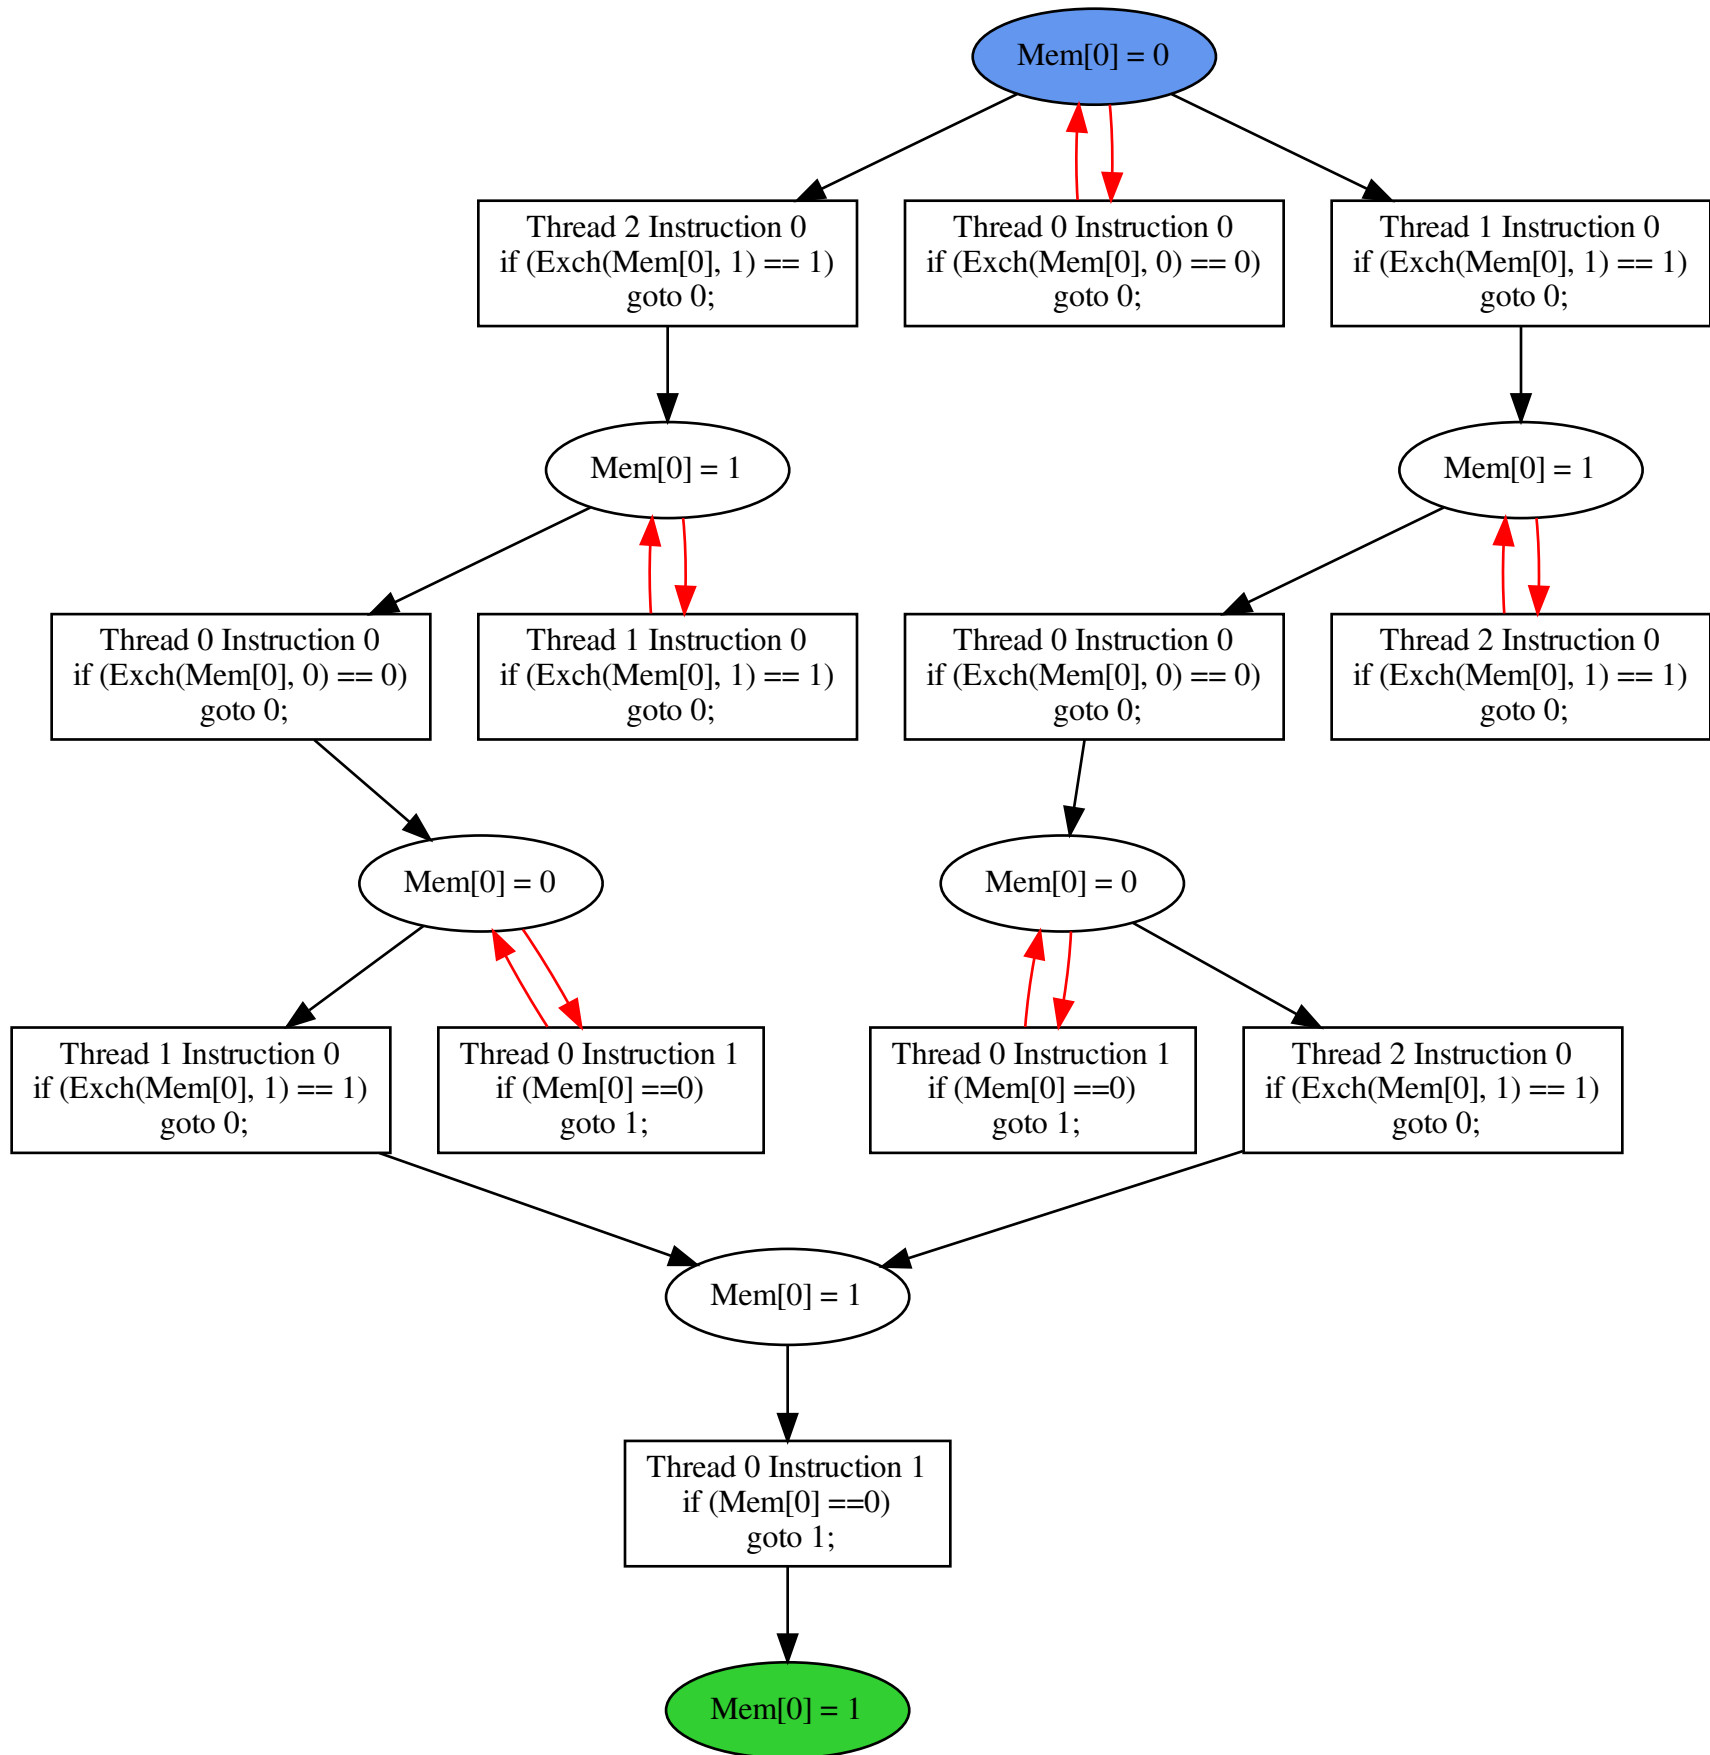 Mem[0] = 0
Thread 2 Instruction 0
if (Exch(Mem[0], 1) == 1)
goto 0;
Thread 0 Instruction 0
if (Exch(Mem[0], 0) == 0)
goto 0;
Thread 1 Instruction 0
if (Exch(Mem[0], 1) == 1)
goto 0;
Mem[0] = 1
Mem[0] = 1
Thread 0 Instruction 0
if (Exch(Mem[0], 0) == 0)
goto 0;
Thread 1 Instruction 0
if (Exch(Mem[0], 1) == 1)
goto 0;
Thread 0 Instruction 0
if (Exch(Mem[0], 0) == 0)
goto 0;
Thread 2 Instruction 0
if (Exch(Mem[0], 1) == 1)
goto 0;
Mem[0] = 0
Mem[0] = 0
Thread 1 Instruction 0
if (Exch(Mem[0], 1) == 1)
goto 0;
Thread 0 Instruction 1
if (Mem[0] ==0)
goto 1;
Thread 0 Instruction 1
if (Mem[0] ==0)
goto 1;
Thread 2 Instruction 0
if (Exch(Mem[0], 1) == 1)
goto 0;
Mem[0] = 1
Thread 0 Instruction 1
if (Mem[0] ==0)
goto 1;
Mem[0] = 1